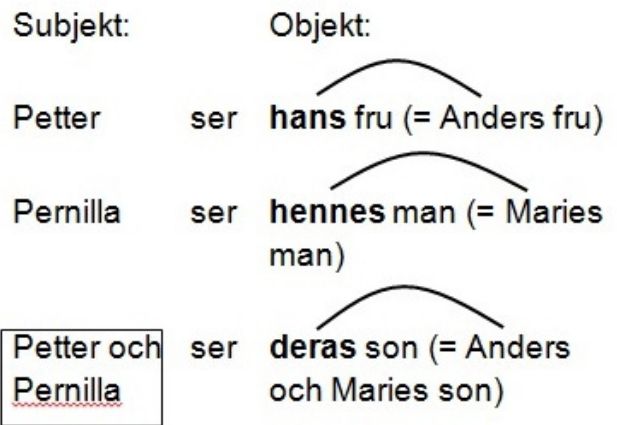 Subjekt: Objekt:
Petter ser hans fru (= Anders fru)
Pernilla ser hennes man (= Maries
man)
Petter och ser deras son (= Anders
Pernilla och Maries son)